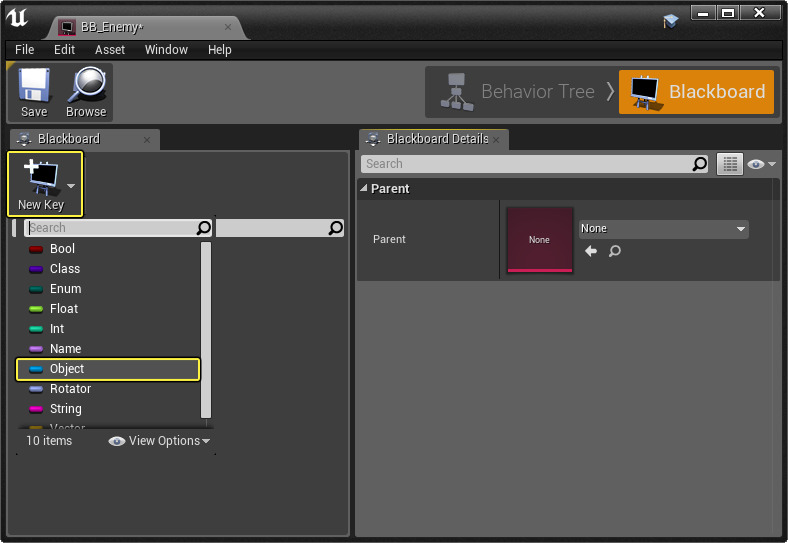 BB_Enemy*
File Edit Asset Window Help
Save Browse Behavior Tree Blackboard
Blackboard
Blackboard Details
New Key
Search
Search
Bool
Class
Enum
Float
Int
Name
Object
Rotator
String
Vector
10 items View Options
Parent
Parent
None
None